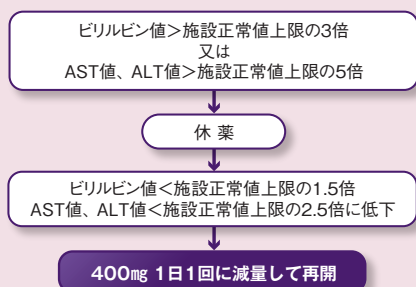 ビリルビン値＞施設正常値上限の3倍
又は
AST値、ALT値＞施設正常値上限の5倍
休 薬
ビリルビン値＜施設正常値上限の1.5倍
AST値、ALT値＜施設正常値上限の2.5倍に低下
400㎎ 1日1回に減量して再開